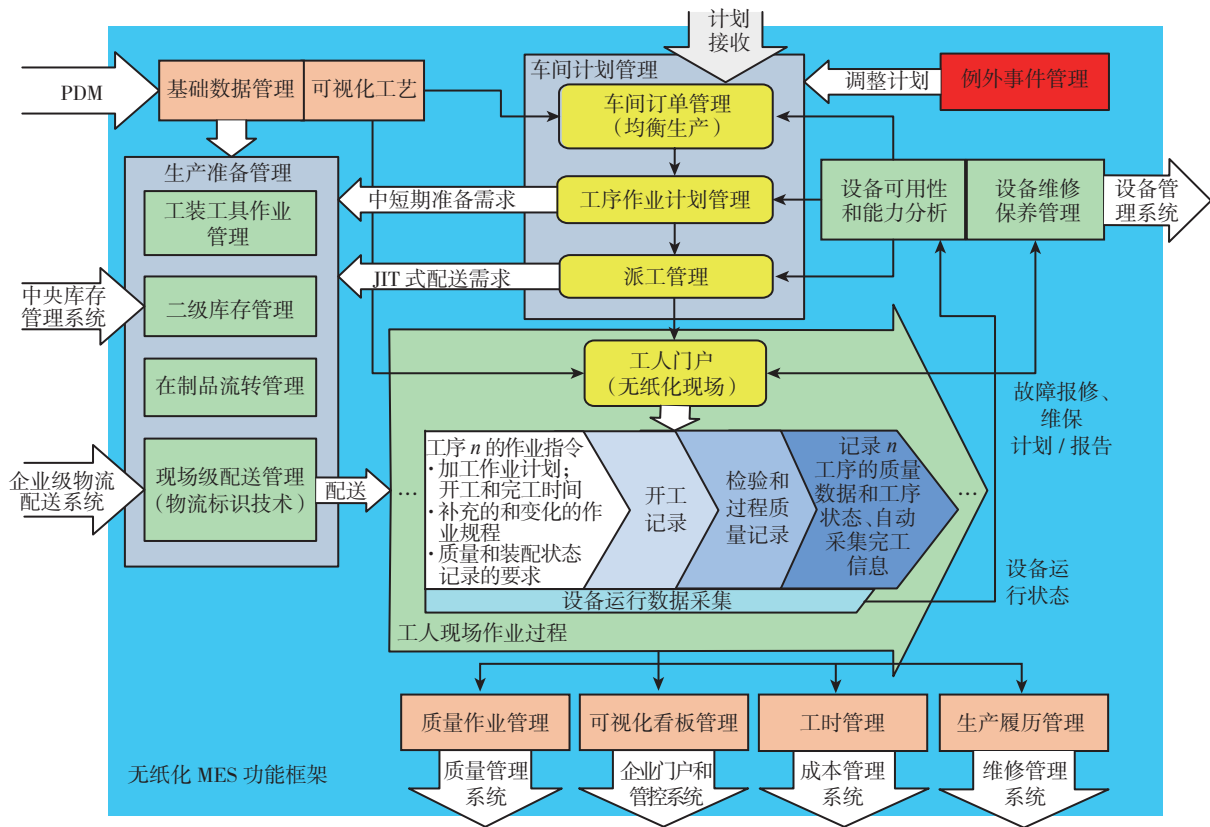 计划
接收
车间计划管理
PDM
基础数据管理
可视化工艺
车间订单管理
（均衡生产）
调整计划
例外事件管理
生产准备管理
工装工具作业
管理
中短期准备需求
工序作业计划管理
设备可用性
和能力分析
设备维修
保养管理
设备管
理系统
JIT 式配送需求
派工管理
中央库存
管理系统
二级库存管理
在制品流转管理
工人门户
（无纸化现场）
故障报修、
维保
计划 / 报告
企业级物流
配送系统
现场级配送管理
（物流标识技术）
配送
…
工序 n 的作业指令
·加工作业计划；
开工和完工时间
·补充的和变化的作
业规程
·质量和装配状态
记录的要求
开工
记录
检验和
过程质
量记录
记录 n
工序的质量
数据和工序
状态、自动
采集完工
信息
…
设备运行数据采集
设备运
行状态
工人现场作业过程
质量作业管理
可视化看板管理
工时管理
生产履历管理
无纸化 MES 功能框架
质量管理
系统
企业门户和
管控系统
成本管理
系统
维修管理
系统